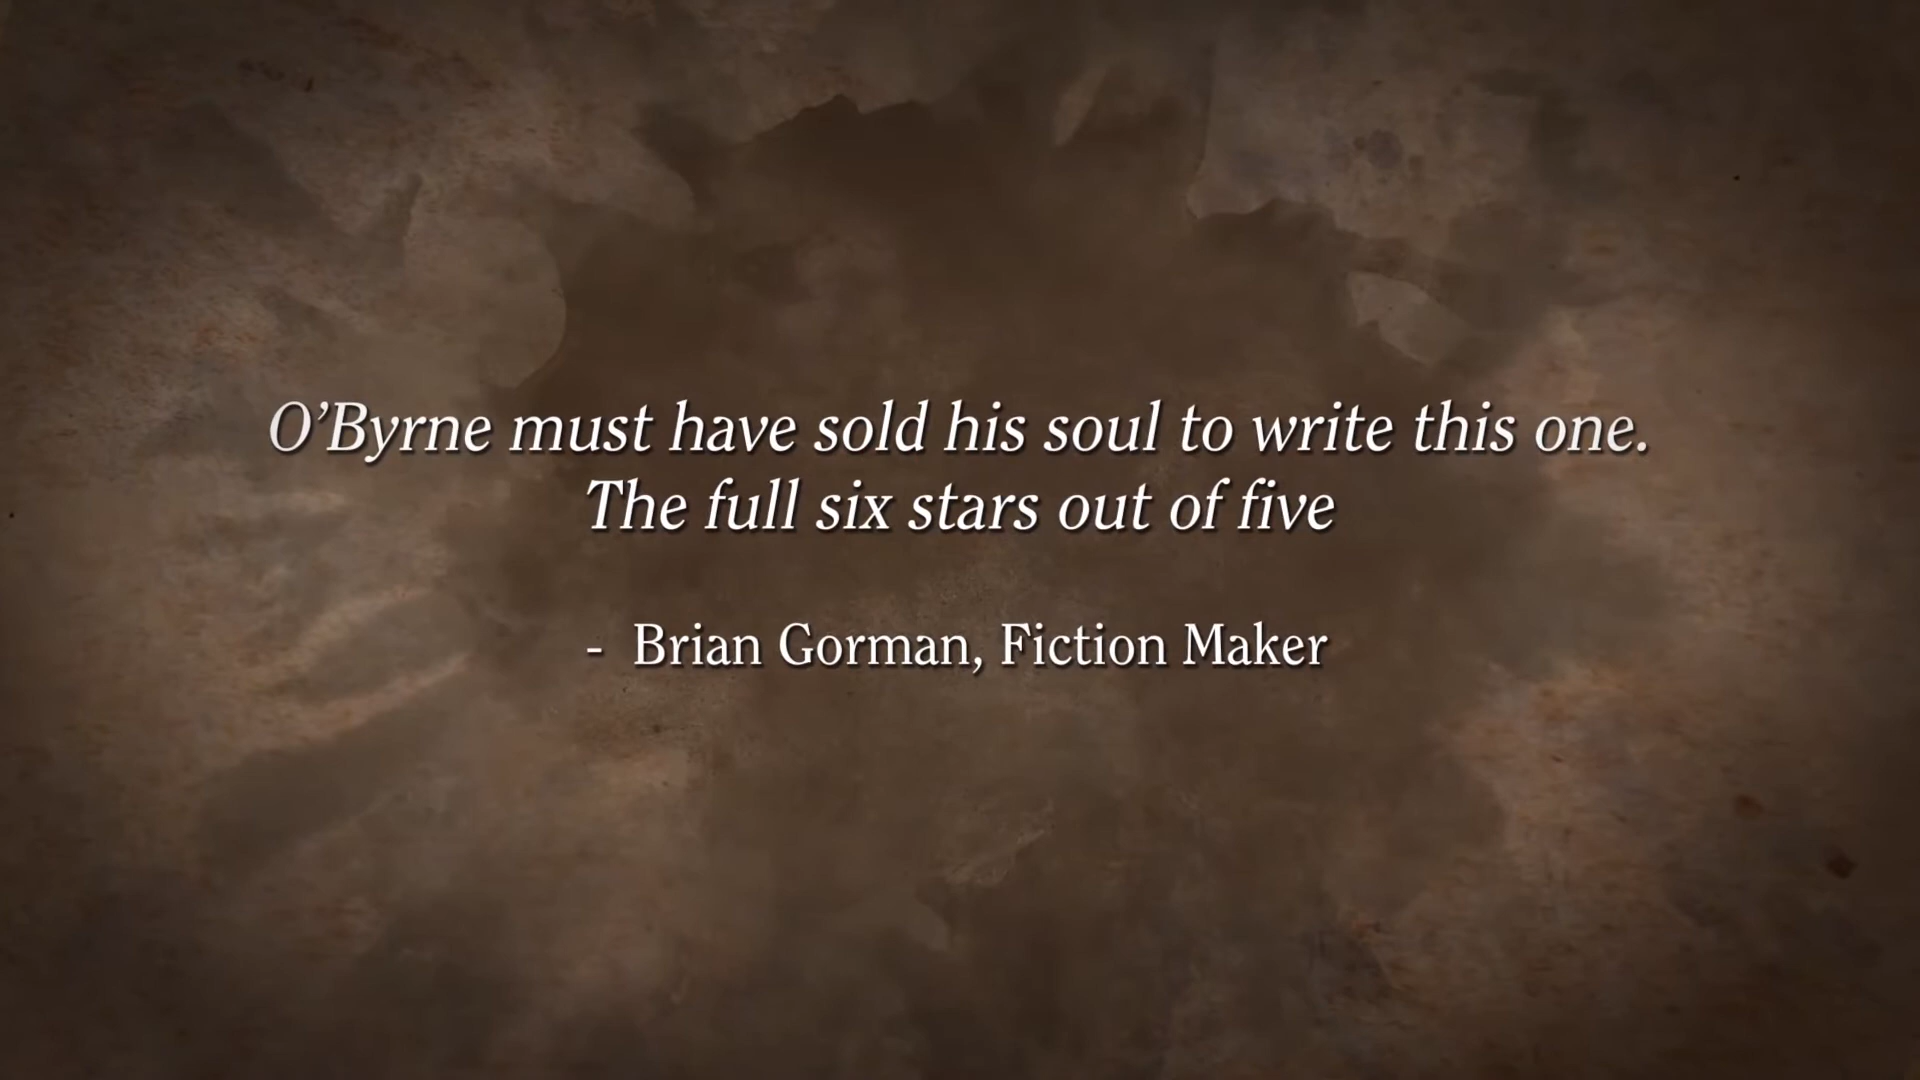 O’Byrne must have sold his soul to write this one.
The full six stars out of five
- Brian Gorman, Fiction Maker